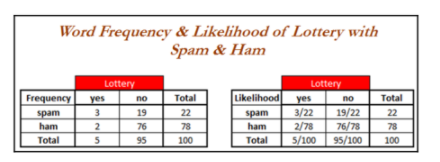 Word Frequency & Likelihood of Lottery with
Spam & Ham
Lottery
Frequency yes no Total
spam 3 19 22
ham 2 76 78
Total 5 95 100
Lottery
Likelihood yes no Total
spam 3/22 19/22 22
ham 2/78 76/78 78
Total 5/100 95/100 100